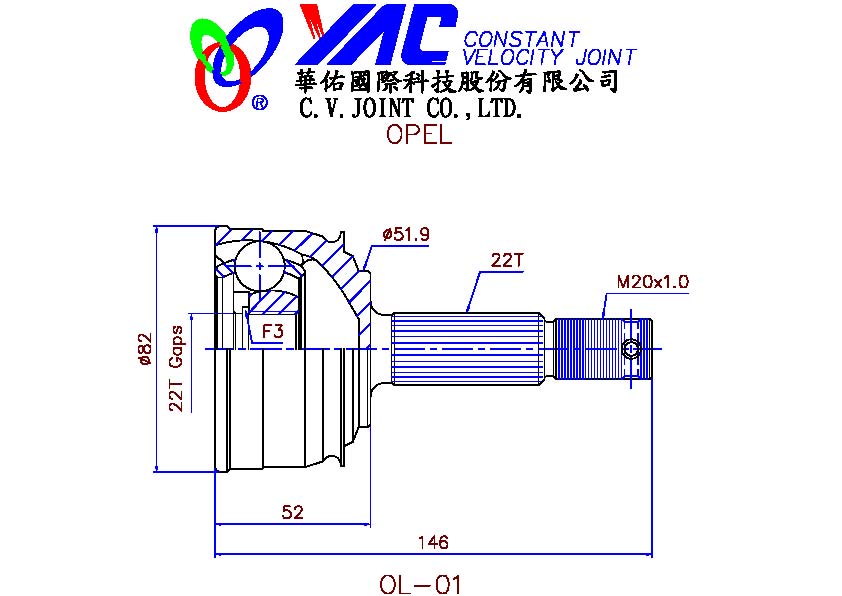 YAC CONSTANT
VELOCITY JOINT
®
華佑國際科技股份有限公司
C.V.JOINT CO.,LTD.
OPEL
ø51.9
22T
M20x1.0
F3
ø82
22T Gaps
52
146
OL-01